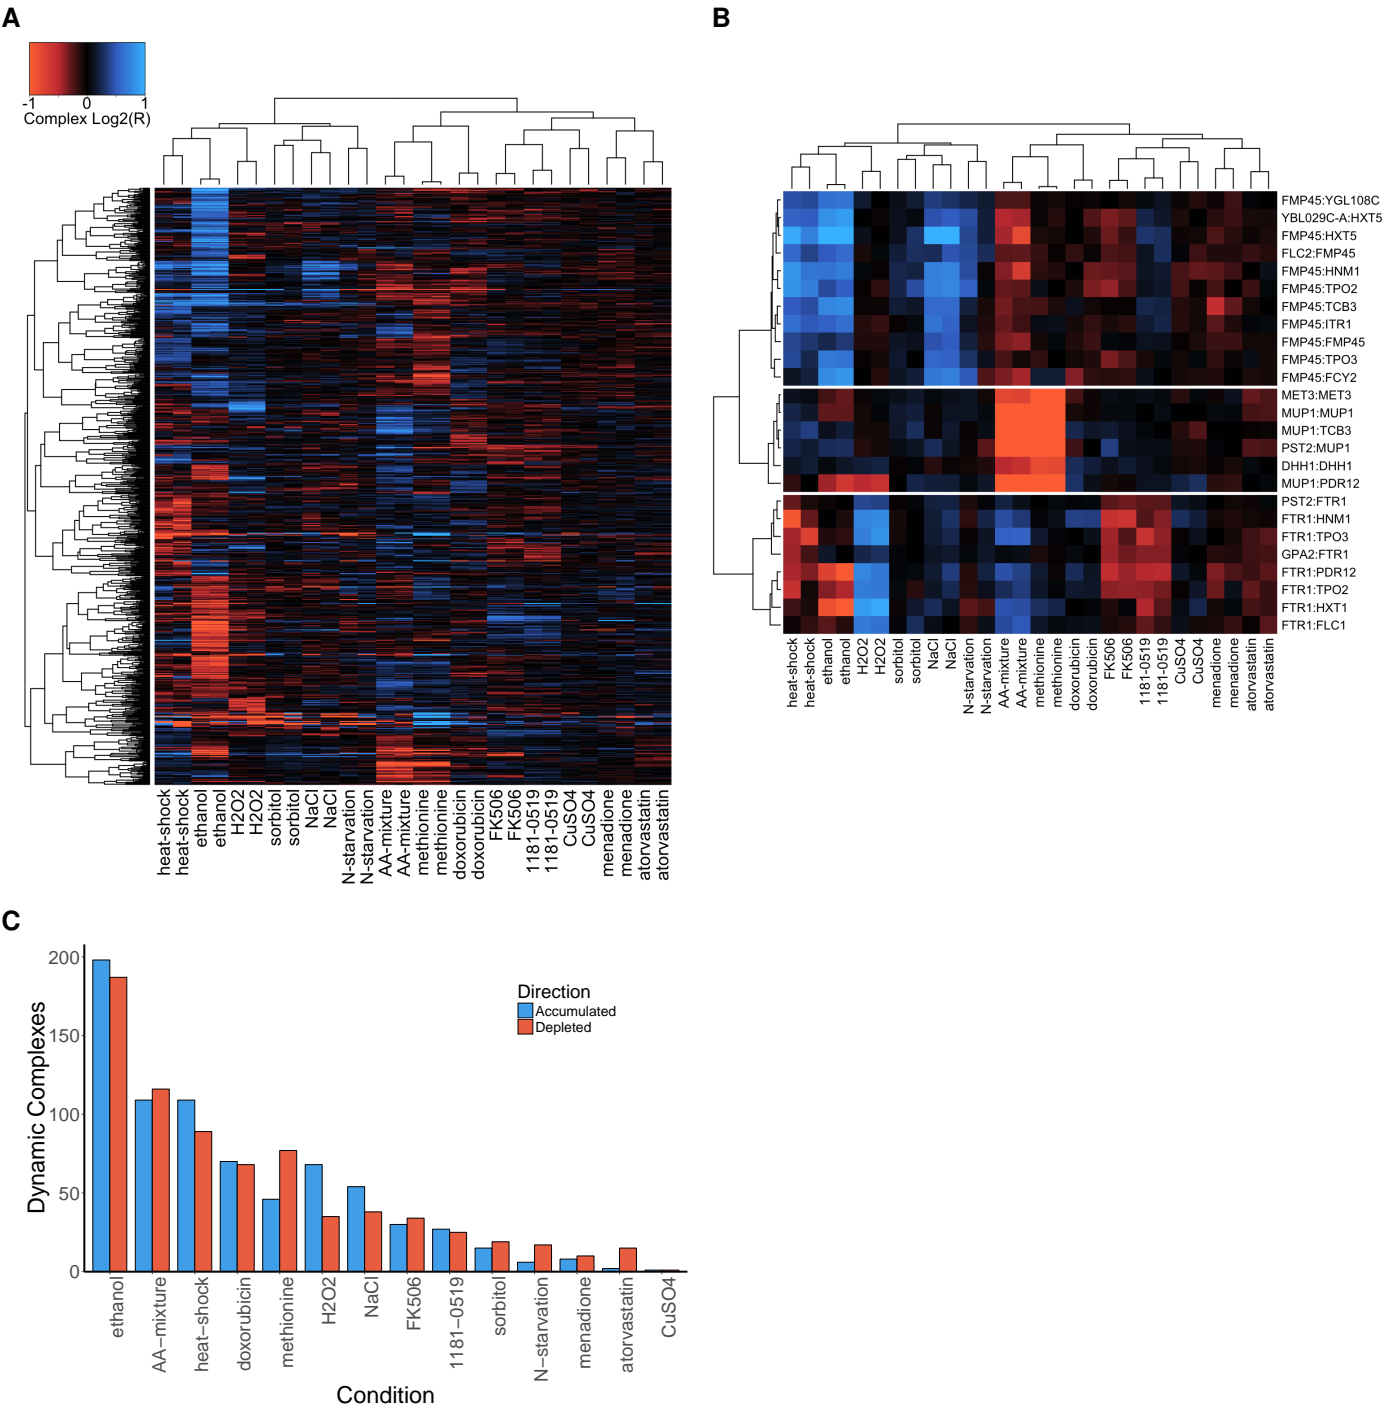 A
-1 0 1
Complex Log2(R)
heat-shock
heat-shock
ethanol
ethanol
H2O2
H2O2
sorbitol
sorbitol
NaCl
NaCl
N-starvation
N-starvation
AA-mixture
AA-mixture
methionine
methionine
doxorubicin
doxorubicin
FK506
FK506
1181-0519
1181-0519
CuSO4
CuSO4
menadione
menadione
atorvastatin
atorvastatin
B
FMP45:YGL108C
YBL029C-A:HXT5
FMP45:HXT5
FLC2:FMP45
FMP45:HNM1
FMP45:TPO2
FMP45:TCB3
FMP45:ITR1
FMP45:FMP45
FMP45:TPO3
FMP45:FCY2
MET3:MET3
MUP1:MUP1
MUP1:TCB3
PST2:MUP1
DHH1:DHH1
MUP1:PDR12
PST2:FTR1
FTR1:HNM1
FTR1:TPO3
GPA2:FTR1
FTR1:PDR12
FTR1:TPO2
FTR1:HXT1
FTR1:FLC1
heat-shock
heat-shock
ethanol
ethanol
H2O2
H2O2
sorbitol
sorbitol
NaCl
NaCl
N-starvation
N-starvation
AA-mixture
AA-mixture
methionine
methionine
doxorubicin
doxorubicin
FK506
FK506
1181-0519
1181-0519
CuSO4
CuSO4
menadione
menadione
atorvastatin
atorvastatin
C
Dynamic Complexes
200
150
100
50
0
Direction
Accumulated
Depleted
ethanol
AA−mixture
heat−shock
doxorubicin
methionine
H2O2
NaCl
FK506
1181−0519
sorbitol
N−starvation
menadione
atorvastatin
CuSO4
Condition